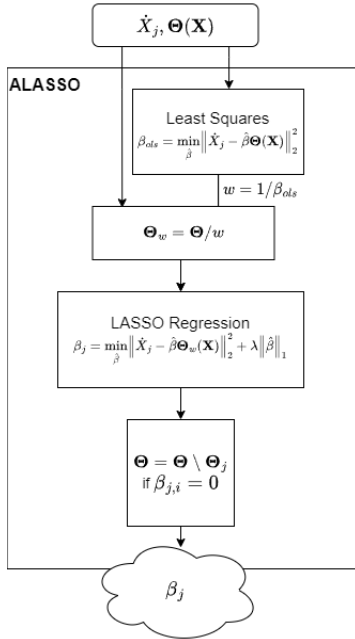 Ẋ_j, Θ(X)
ALASSO
Least Squares
β_ols = min_β̂ ‖Ẋ_j − β̂Θ(X)‖₂²
w = 1/β_ols
Θ_w = Θ/w
LASSO Regression
β_j = min_β̂ ‖Ẋ_j − β̂Θ_w(X)‖₂² + λ‖β̂‖₁
Θ = Θ \ Θ_j
if β_{j,i} = 0
β_j